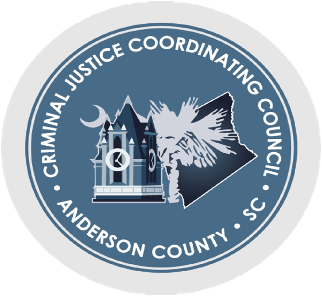 CRIMINAL JUSTICE COORDINATING COUNCIL
• ANDERSON COUNTY • SC •